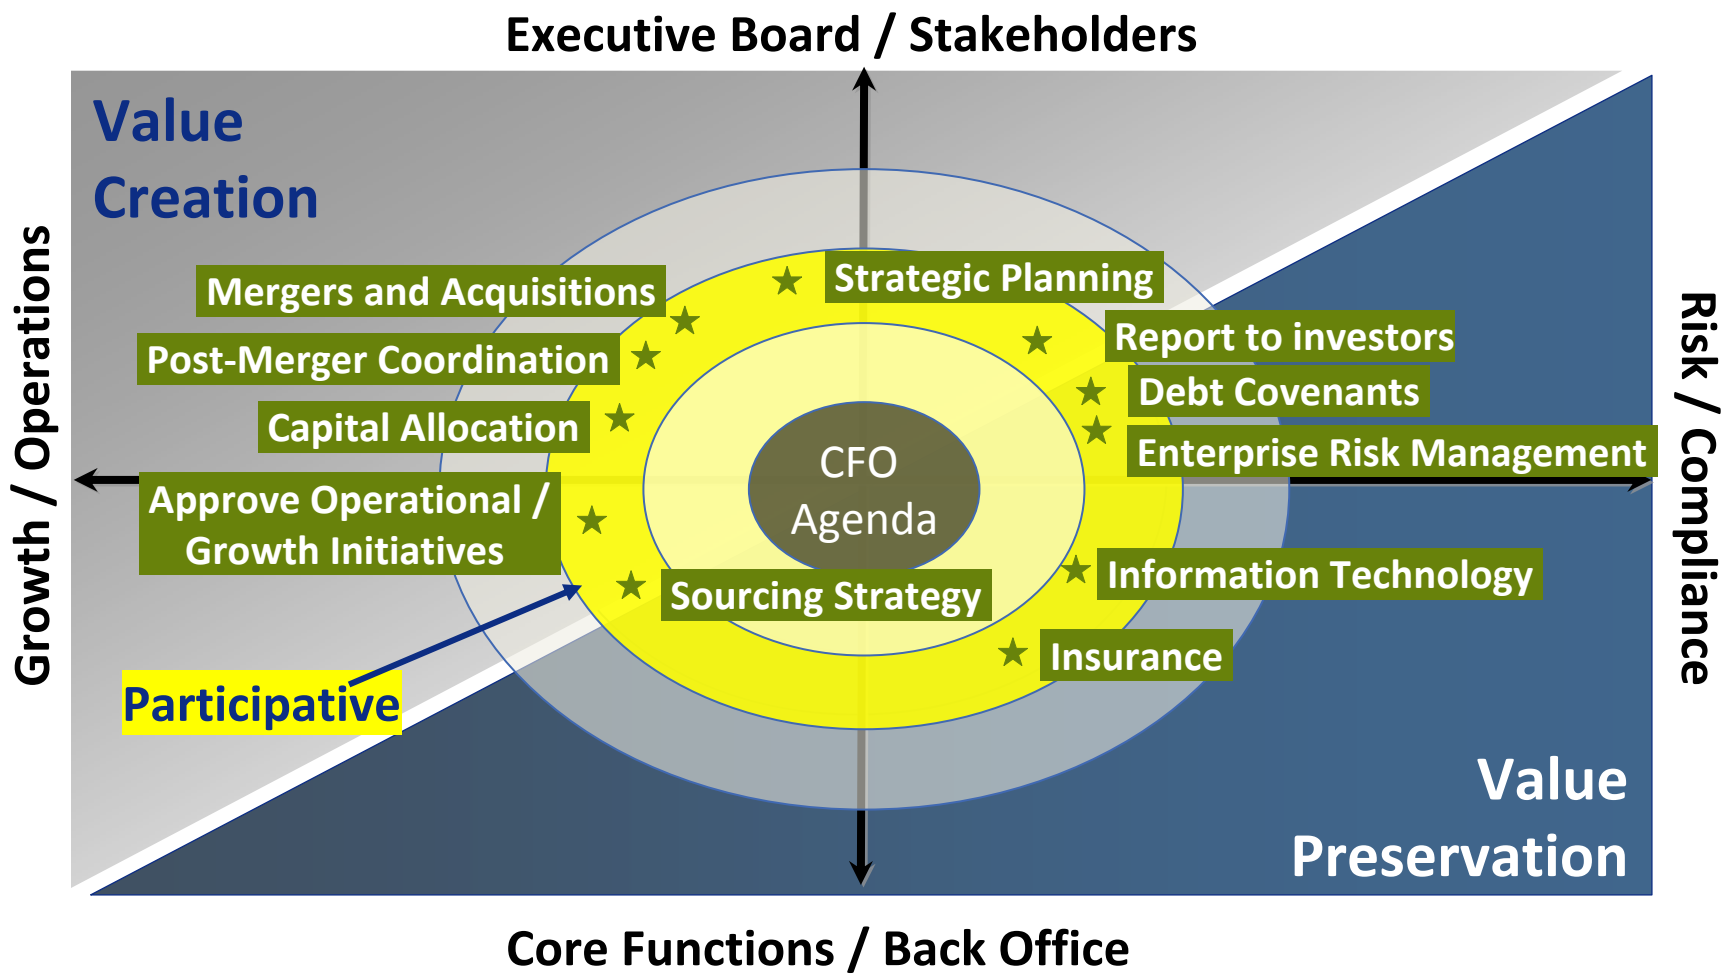 Executive Board / Stakeholders
Value
Creation
Growth / Operations
Mergers and Acquisitions
Strategic Planning
Post-Merger Coordination
Report to investors
Capital Allocation
Debt Covenants
Enterprise Risk Management
Risk / Compliance
CFO
Agenda
Approve Operational /
Growth Initiatives
Sourcing Strategy
Information Technology
Insurance
Participative
Value
Preservation
Core Functions / Back Office